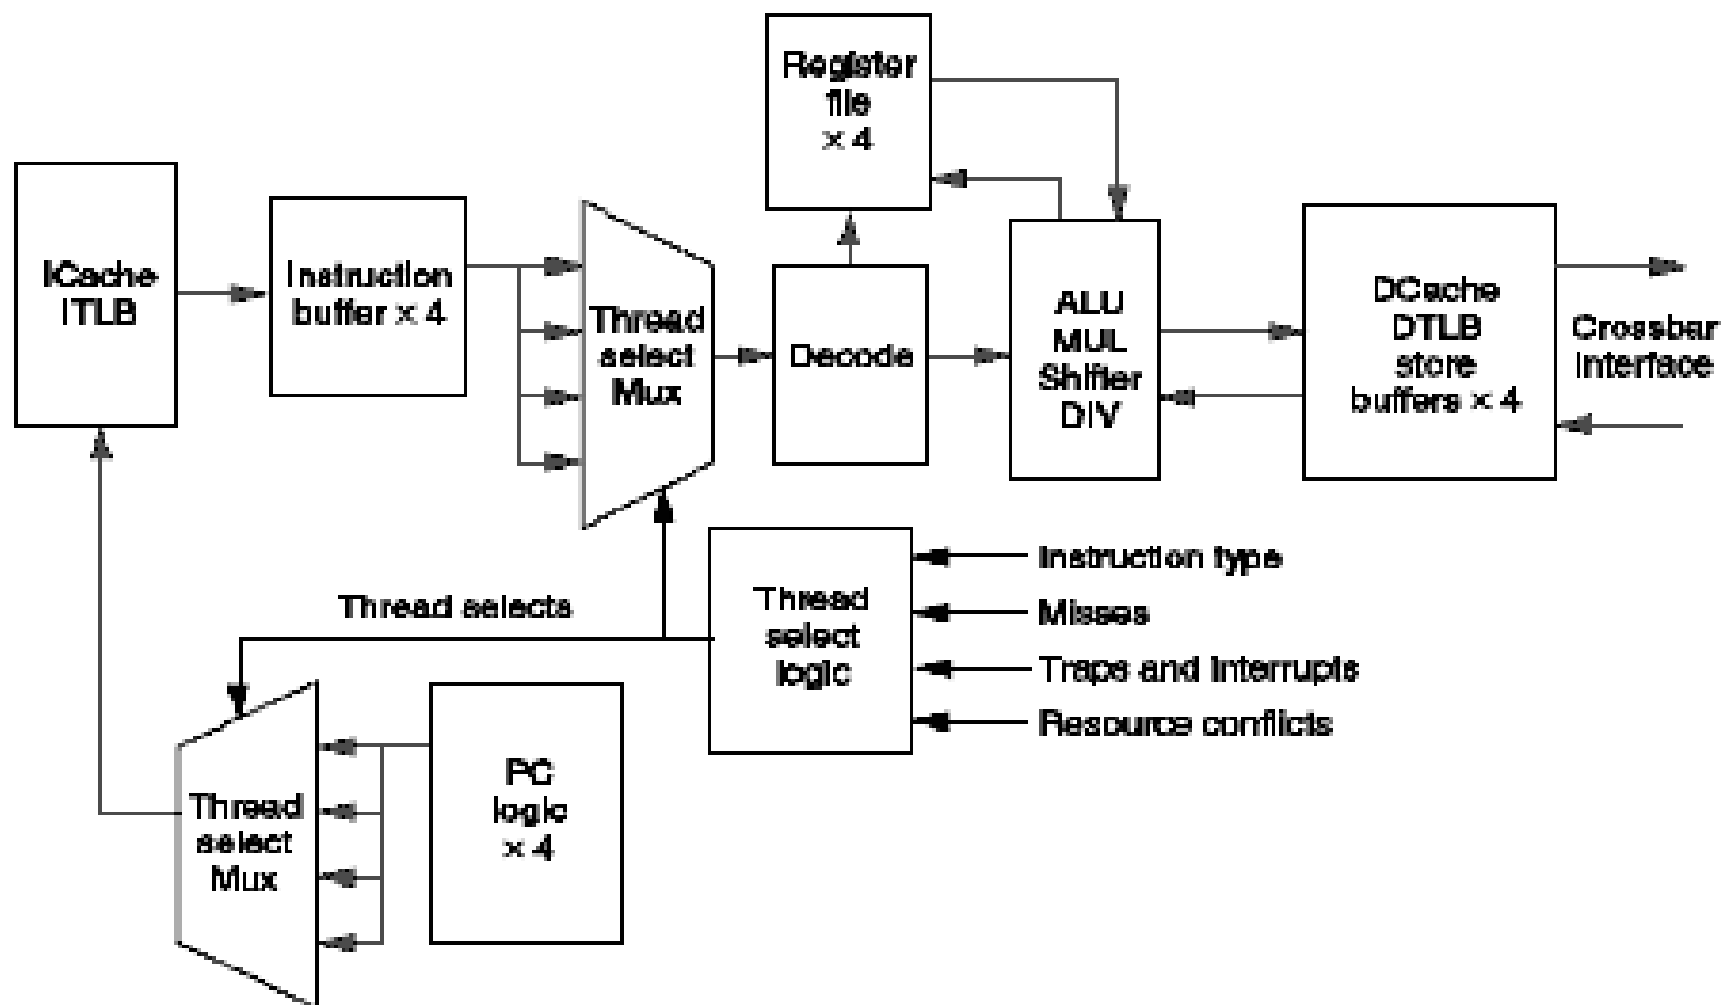 Register
file
× 4
ICache
ITLB
Instruction
buffer × 4
Thread
select
Mux
Decode
ALU
MUL
Shifter
DIV
DCache
DTLB
store
buffers × 4
Crossbar
Interface
Thread selects
Thread
select
logic
Instruction type
Misses
Traps and Interrupts
Resource conflicts
Thread
select
Mux
PC
logic
× 4